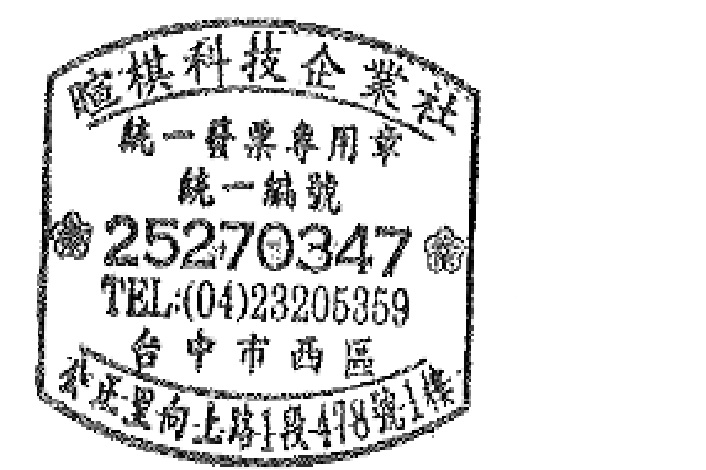 暄棋科技企業社
統一發票專用章
統一編號
25270347
TEL:(04)23205359
台中市西區
公正里向上路1段478號1樓